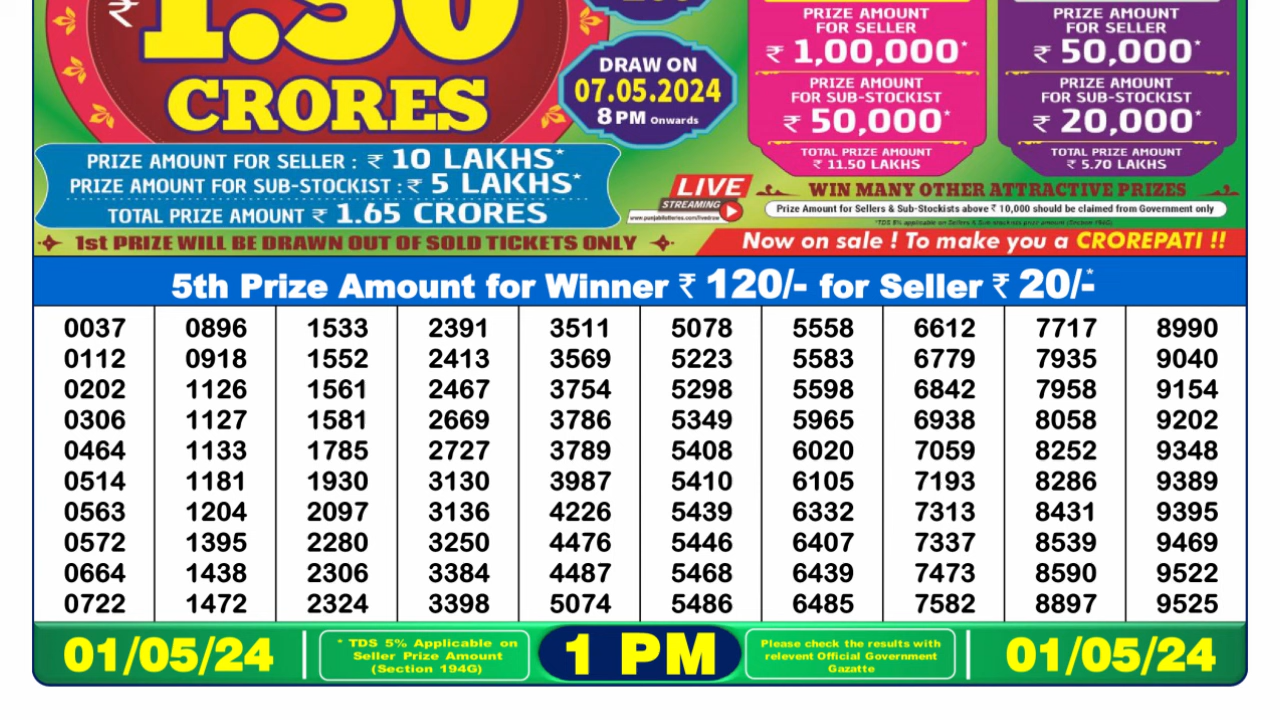 ₹ 1.50
CRORES
DRAW ON
07.05.2024
8 PM Onwards
PRIZE AMOUNT
FOR SELLER
₹ 1,00,000*
PRIZE AMOUNT
FOR SUB-STOCKIST
₹ 50,000*
TOTAL PRIZE AMOUNT
₹ 11.50 LAKHS
PRIZE AMOUNT
FOR SELLER
₹ 50,000*
PRIZE AMOUNT
FOR SUB-STOCKIST
₹ 20,000*
TOTAL PRIZE AMOUNT
₹ 5.70 LAKHS
PRIZE AMOUNT FOR SELLER : ₹ 10 LAKHS*
PRIZE AMOUNT FOR SUB-STOCKIST : ₹ 5 LAKHS*
TOTAL PRIZE AMOUNT ₹ 1.65 CRORES
LIVE
STREAMING
WIN MANY OTHER ATTRACTIVE PRIZES
Prize Amount for Sellers & Sub-Stockists above ₹ 10,000 should be claimed from Government only
1st PRIZE WILL BE DRAWN OUT OF SOLD TICKETS ONLY
Now on sale ! To make you a CROREPATI !!
5th Prize Amount for Winner ₹ 120/- for Seller ₹ 20/-*
0037 0896 1533 2391 3511 5078 5558 6612 7717 8990
0112 0918 1552 2413 3569 5223 5583 6779 7935 9040
0202 1126 1561 2467 3754 5298 5598 6842 7958 9154
0306 1127 1581 2669 3786 5349 5965 6938 8058 9202
0464 1133 1785 2727 3789 5408 6020 7059 8252 9348
0514 1181 1930 3130 3987 5410 6105 7193 8286 9389
0563 1204 2097 3136 4226 5439 6332 7313 8431 9395
0572 1395 2280 3250 4476 5446 6407 7337 8539 9469
0664 1438 2306 3384 4487 5468 6439 7473 8590 9522
0722 1472 2324 3398 5074 5486 6485 7582 8897 9525
01/05/24
* TDS 5% Applicable on
Seller Prize Amount
(Section 194G)
1 PM
Please check the results with
relevent Official Government
Gazatte
01/05/24